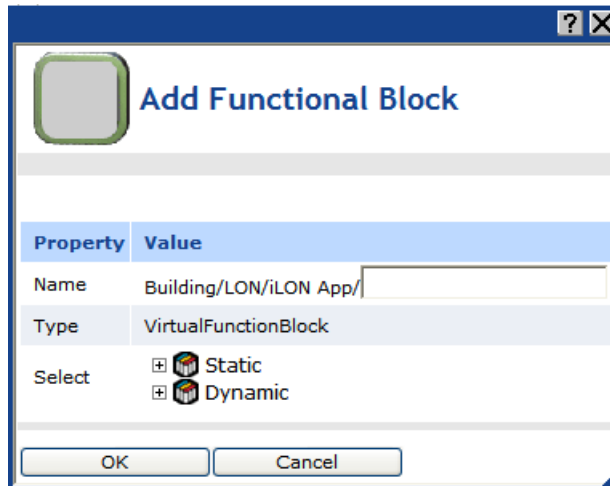 ?
Add Functional Block
Property Value
Name Building/LON/iLON App/
Type VirtualFunctionBlock
Select
Static
Dynamic
OK Cancel